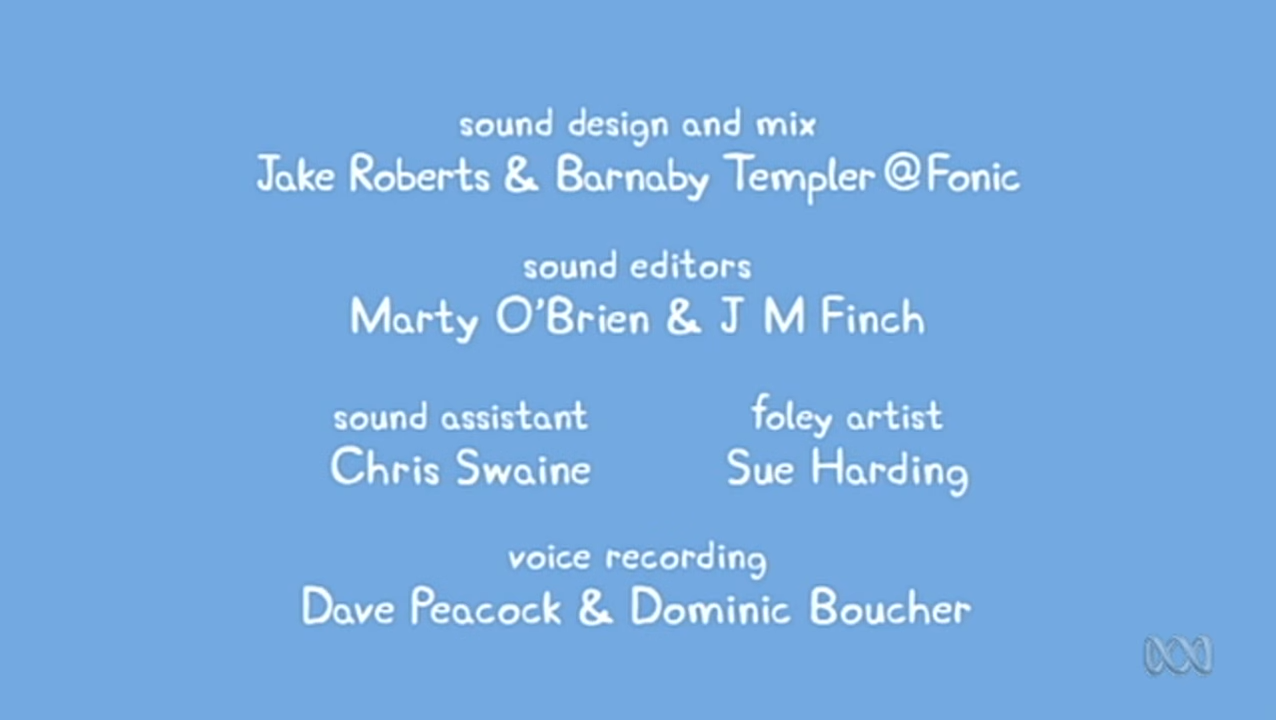 sound design and mix
Jake Roberts & Barnaby Templer @ Fonic
sound editors
Marty O'Brien & J M Finch
sound assistant
Chris Swaine
foley artist
Sue Harding
voice recording
Dave Peacock & Dominic Boucher